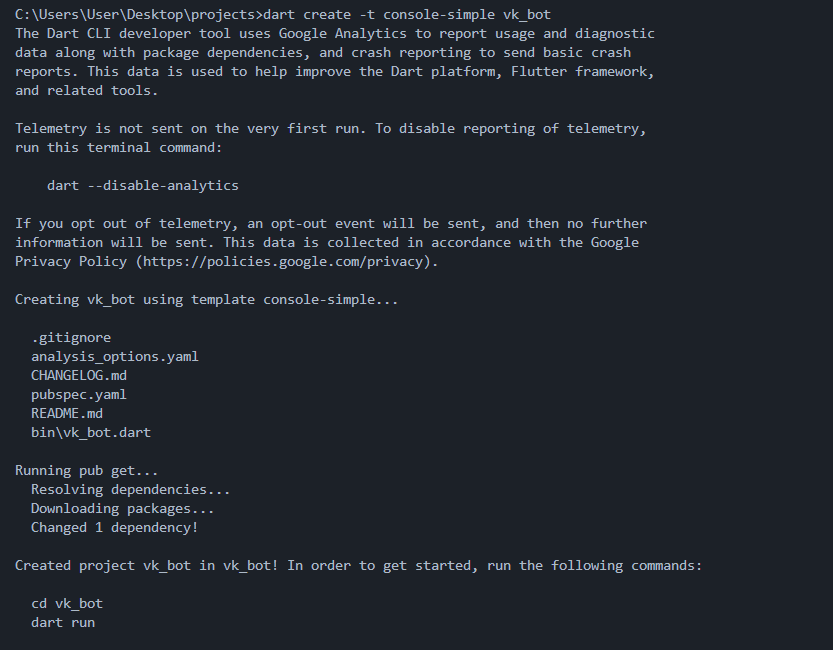 C:\Users\User\Desktop\projects>dart create -t console-simple vk_bot
The Dart CLI developer tool uses Google Analytics to report usage and diagnostic
data along with package dependencies, and crash reporting to send basic crash
reports. This data is used to help improve the Dart platform, Flutter framework,
and related tools.
Telemetry is not sent on the very first run. To disable reporting of telemetry,
run this terminal command:
dart --disable-analytics
If you opt out of telemetry, an opt-out event will be sent, and then no further
information will be sent. This data is collected in accordance with the Google
Privacy Policy (https://policies.google.com/privacy).
Creating vk_bot using template console-simple...
.gitignore
analysis_options.yaml
CHANGELOG.md
pubspec.yaml
README.md
bin\vk_bot.dart
Running pub get...
Resolving dependencies...
Downloading packages...
Changed 1 dependency!
Created project vk_bot in vk_bot! In order to get started, run the following commands:
cd vk_bot
dart run